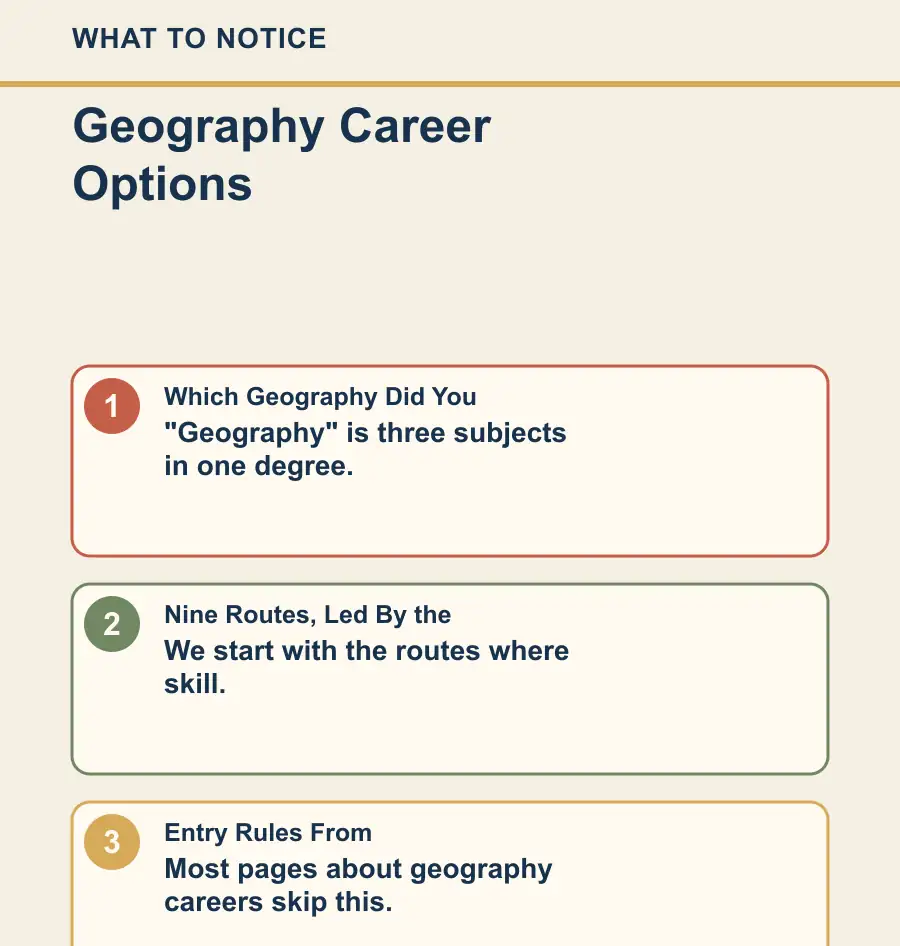 WHAT TO NOTICE
Geography Career
Options
1
Which Geography Did You
"Geography" is three subjects
in one degree.
2
Nine Routes, Led By the
We start with the routes where
skill.
3
Entry Rules From
Most pages about geography
careers skip this.